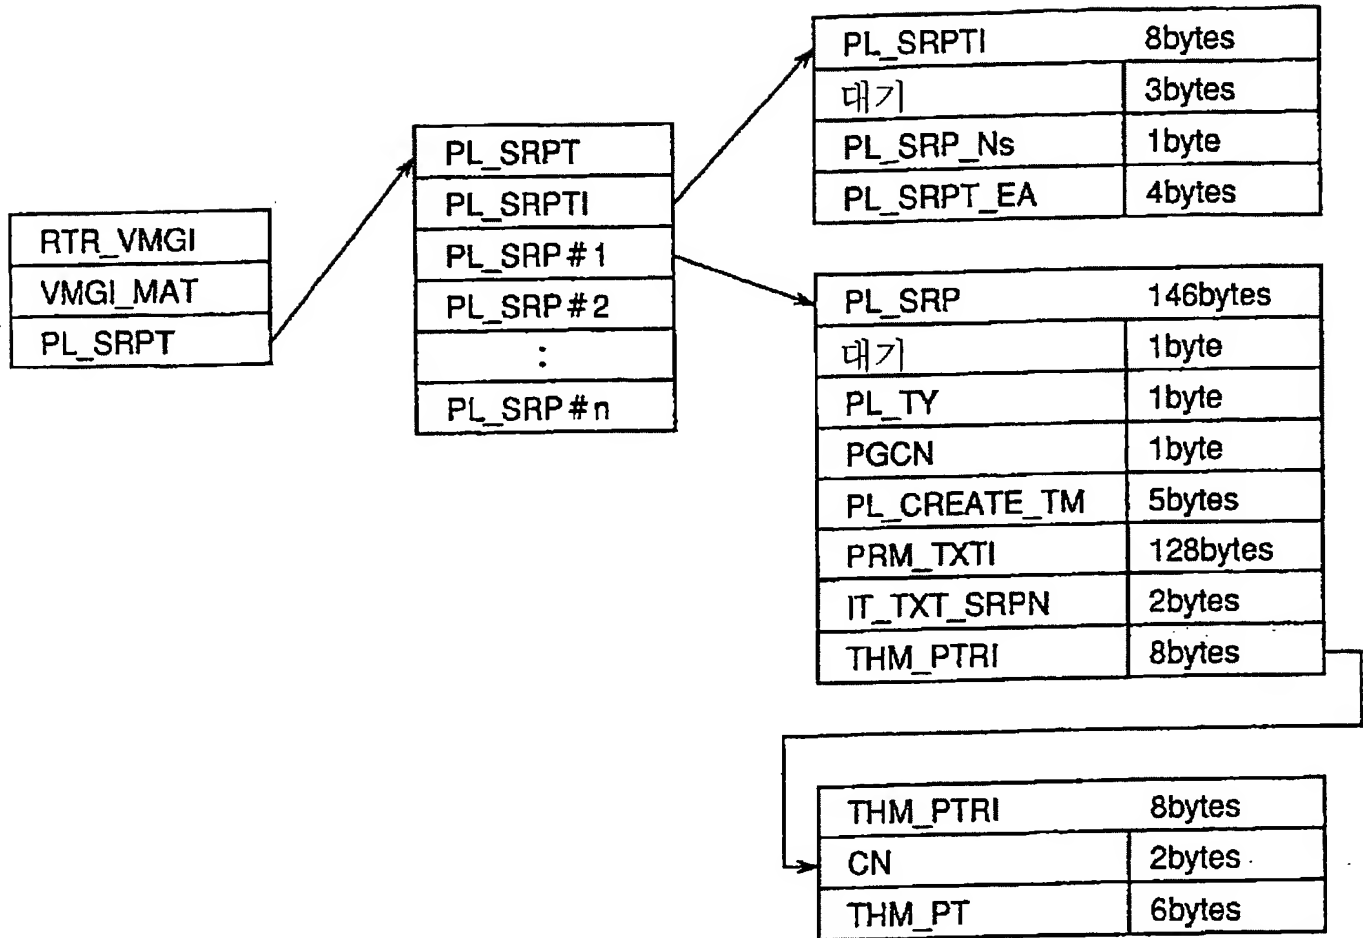 RTR_VMGI
VMGI_MAT
PL_SRPT
PL_SRPT
PL_SRPTI
PL_SRP#1
PL_SRP#2
:
PL_SRP#n
PL_SRPTI 8bytes
대기 3bytes
PL_SRP_Ns 1byte
PL_SRPT_EA 4bytes
PL_SRP 146bytes
대기 1byte
PL_TY 1byte
PGCN 1byte
PL_CREATE_TM 5bytes
PRM_TXTI 128bytes
IT_TXT_SRPN 2bytes
THM_PTRI 8bytes
THM_PTRI 8bytes
CN 2bytes
THM_PT 6bytes